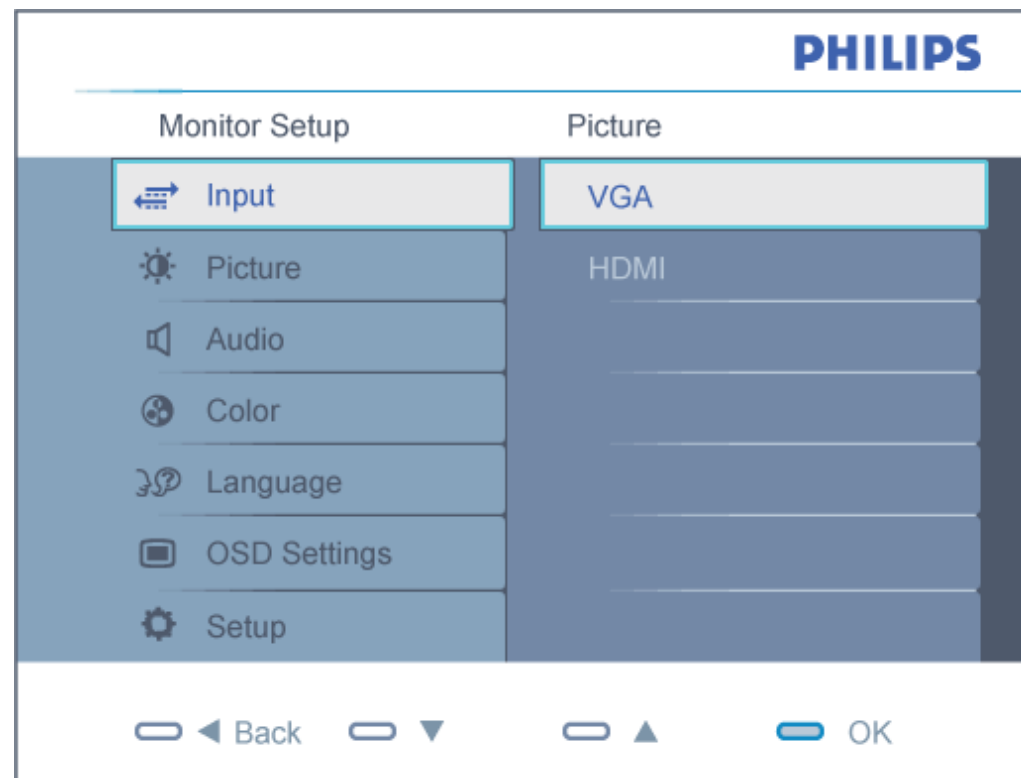 PHILIPS
Monitor Setup
Picture
Input
VGA
Picture
HDMI
Audio
Color
Language
OSD Settings
Setup
Back
OK